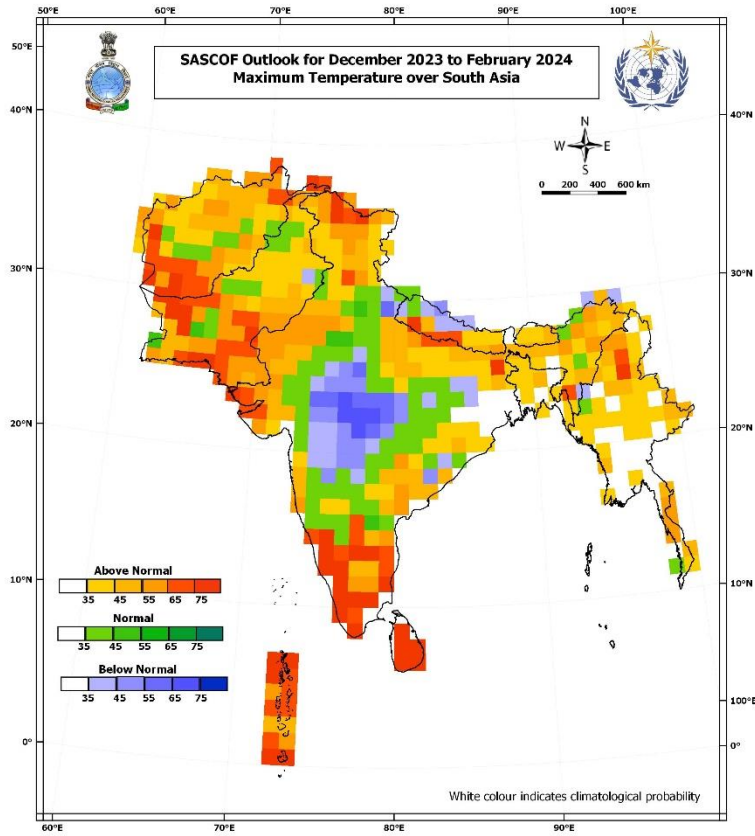 50°E 60°E 70°E 80°E 90°E 100°E
SASCOF Outlook for December 2023 to February 2024
Maximum Temperature over South Asia
50°N
40°N 40°N
N
W E
S
0 200 400 600 km
30°N 30°N
20°N 20°N
10°N 10°N
Above Normal
35 45 55 65 75
Normal
35 45 55 65 75
Below Normal
35 45 55 65 75
100°E
0° 0°
White colour indicates climatological probability
60°E 70°E 80°E 90°E